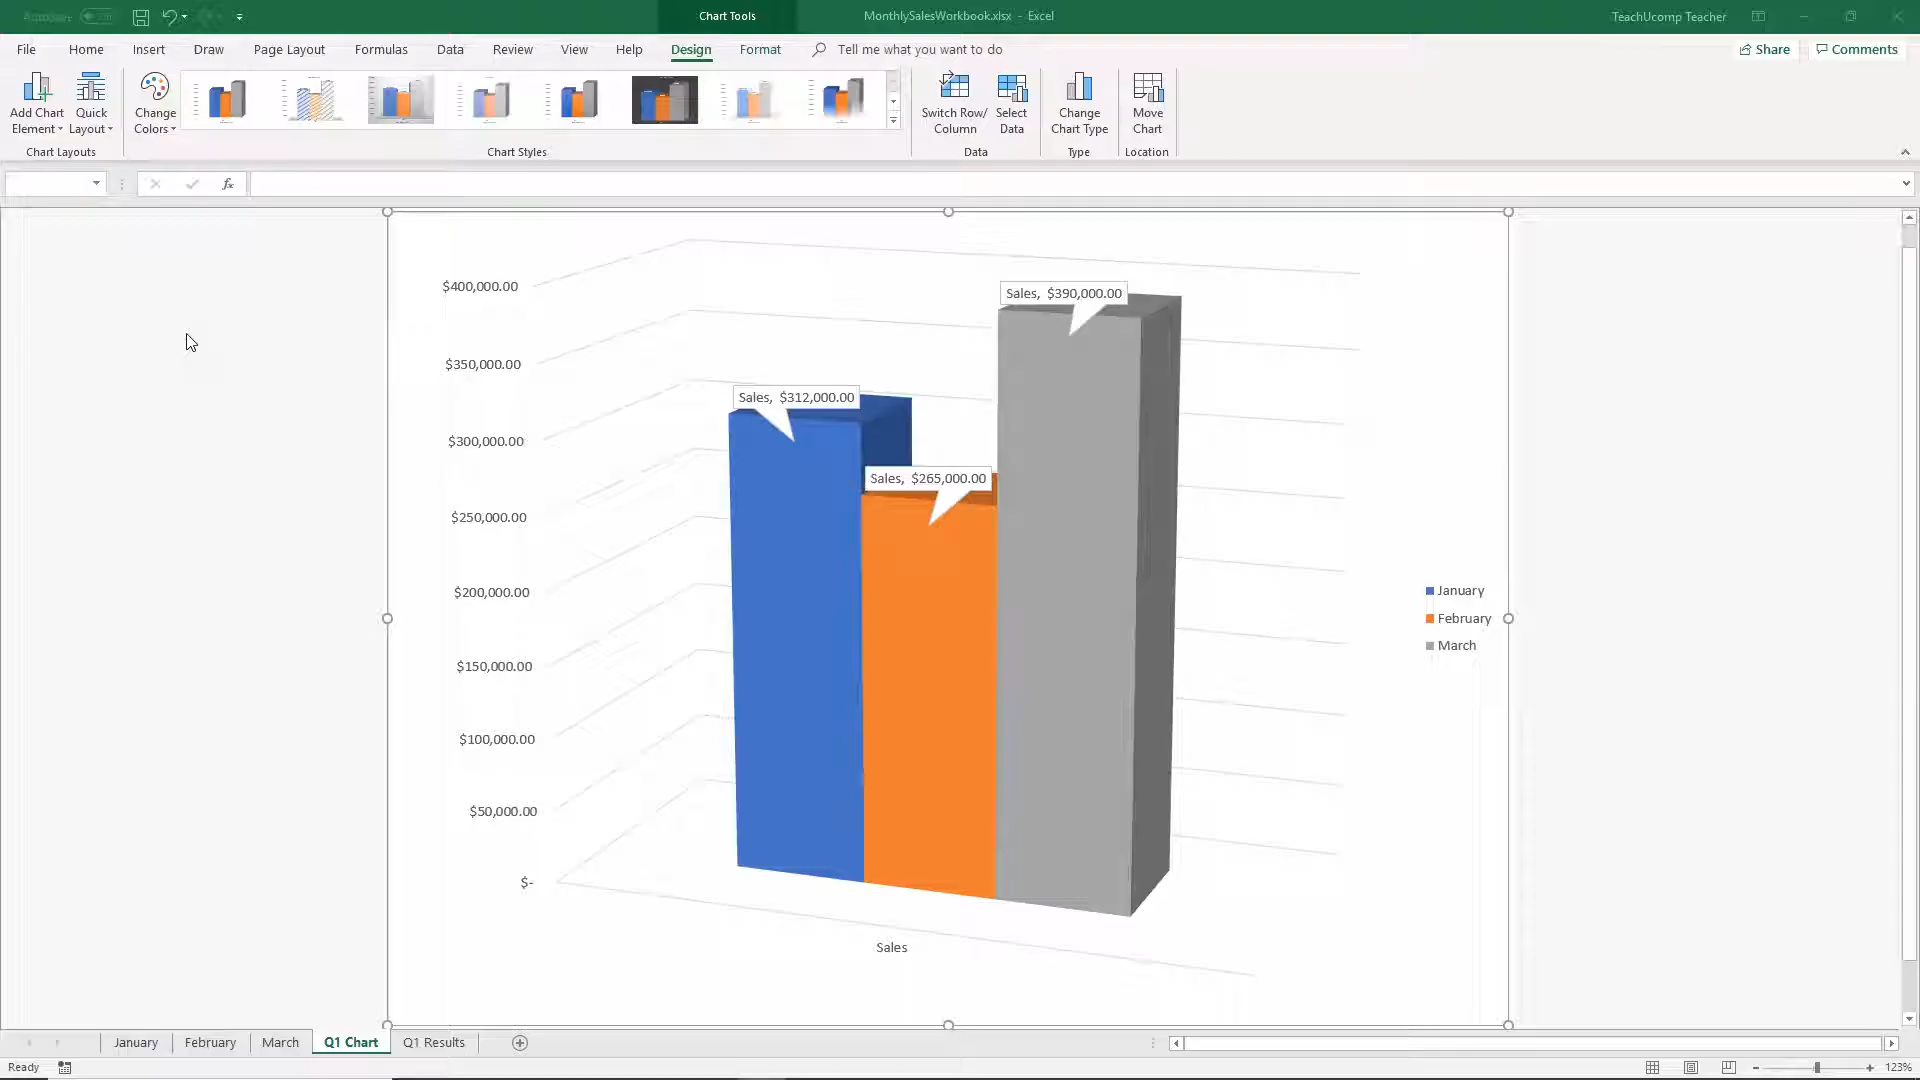 AutoSave Off
Chart Tools
MonthlySalesWorkbook.xlsx - Excel
TeachUcomp Teacher
File Home Insert Draw Page Layout Formulas Data Review View Help Design Format Tell me what you want to do Share Comments
Add Chart Element
Quick Layout
Change Colors
Switch Row/ Column
Select Data
Change Chart Type
Move Chart
Chart Layouts
Chart Styles
Data
Type
Location
fx
$400,000.00
$350,000.00
$300,000.00
$250,000.00
$200,000.00
$150,000.00
$100,000.00
$50,000.00
$-
Sales, $312,000.00
Sales, $265,000.00
Sales, $390,000.00
Sales
January
February
March
January February March Q1 Chart Q1 Results
Ready
123%